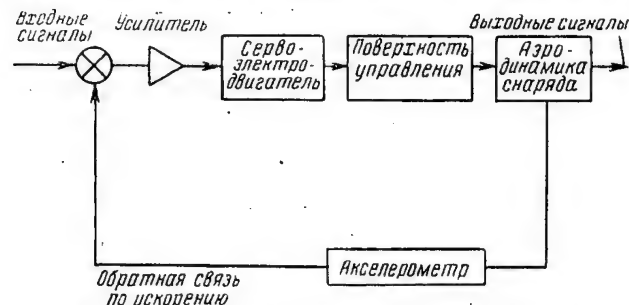 Входные
сигналы
Усилитель
Серво-
электро-
двигатель
Поверхность
управления
Выходные сигналы
Аэро-
динамика
снаряда
Акселерометр
Обратная связь
по ускорению